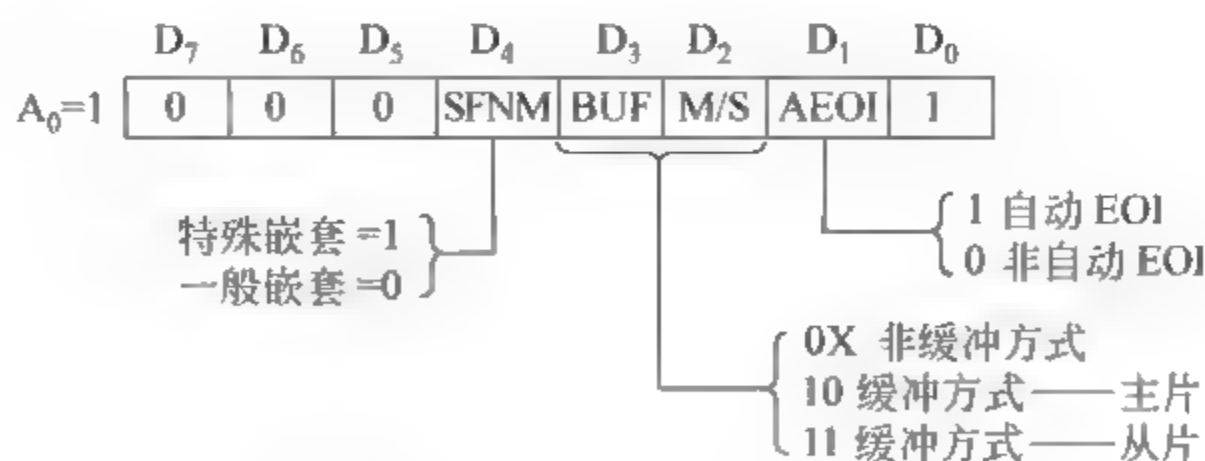 D₇ D₆ D₅ D₄ D₃ D₂ D₁ D₀
A₀=1 0 0 0 SFNM BUF M/S AEOI 1
特殊嵌套=1
一般嵌套=0
1 自动 EOI
0 非自动 EOI
0X 非缓冲方式
10 缓冲方式——主片
11 缓冲方式——从片